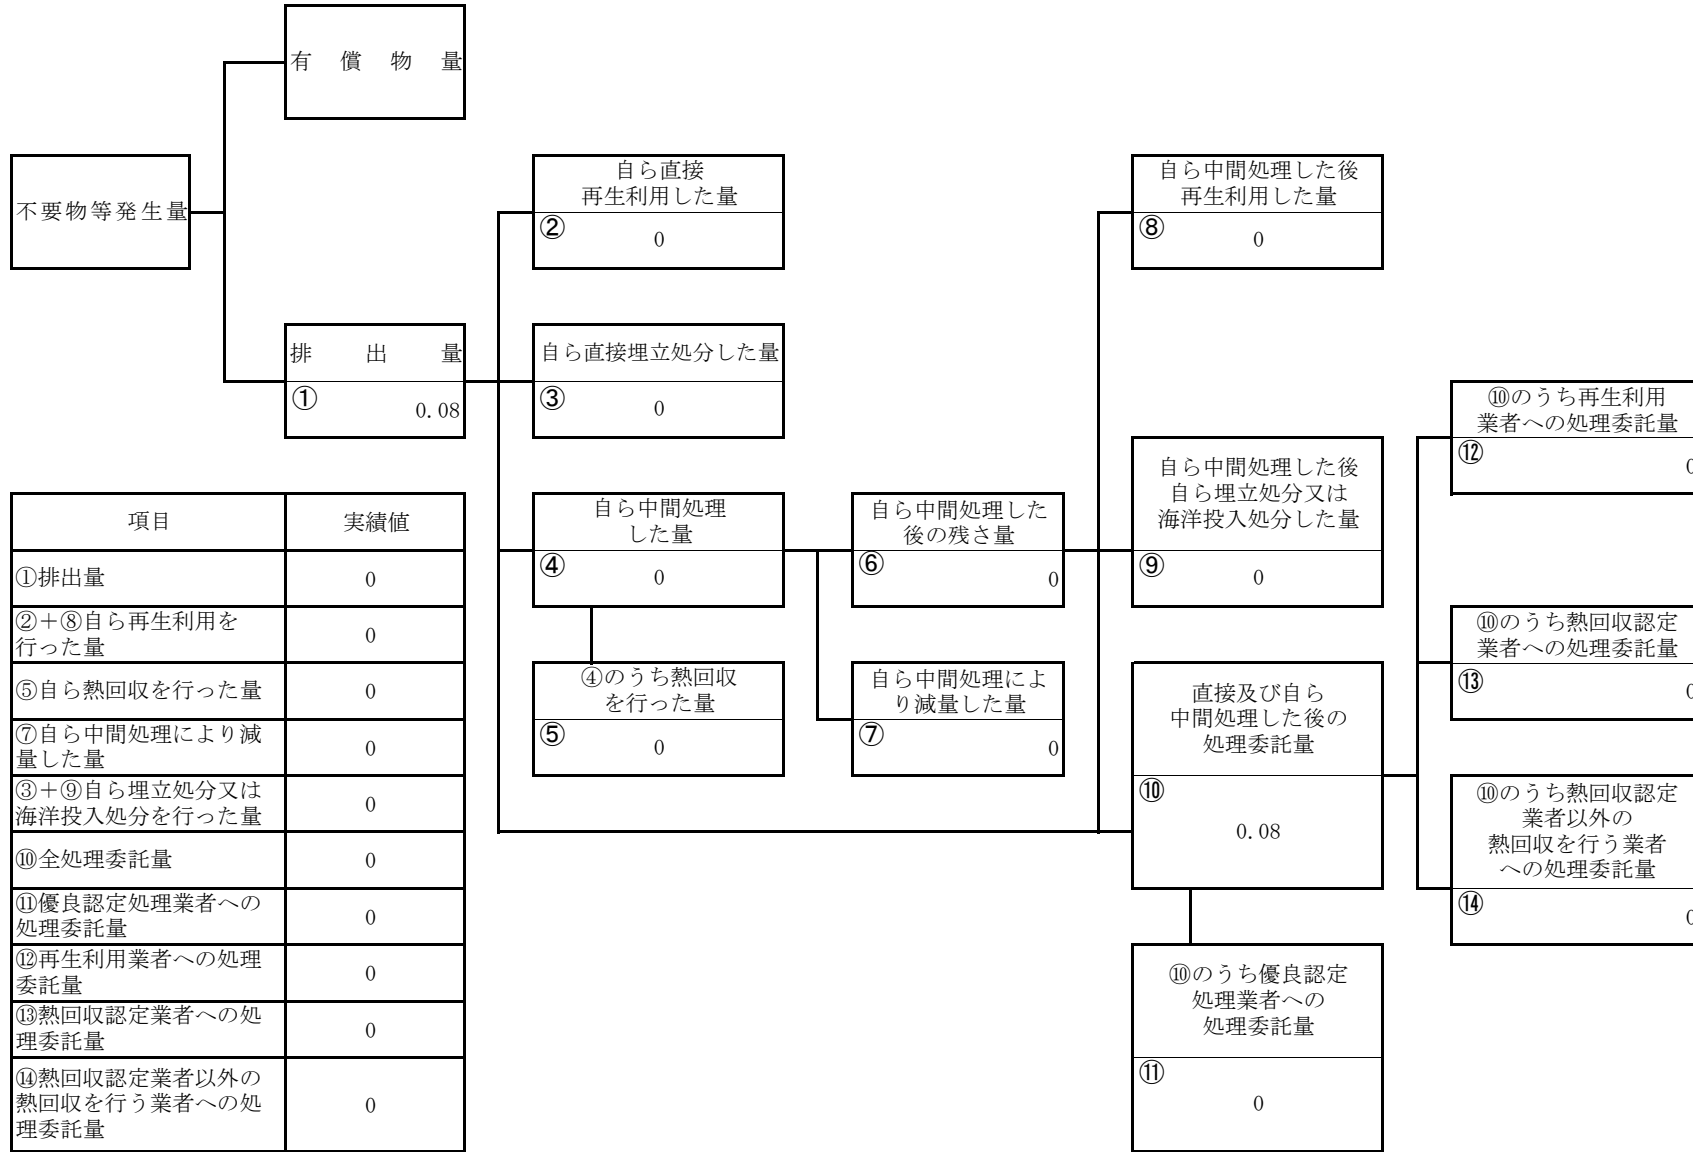 有償物量
不要物等発生量
排出量
①
0.08
自ら直接
再生利用した量
②
0
自ら直接埋立処分した量
③
0
自ら中間処理
した量
④
0
④のうち熱回収
を行った量
⑤
0
自ら中間処理した
後の残さ量
⑥
0
自ら中間処理によ
り減量した量
⑦
0
自ら中間処理した後
再生利用した量
⑧
0
自ら中間処理した後
自ら埋立処分又は
海洋投入処分した量
⑨
0
直接及び自ら
中間処理した後の
処理委託量
⑩
0.08
⑩のうち優良認定
処理業者への
処理委託量
⑪
0
⑩のうち再生利用
業者への処理委託量
⑫
0
⑩のうち熱回収認定
業者への処理委託量
⑬
0
⑩のうち熱回収認定
業者以外の
熱回収を行う業者
への処理委託量
⑭
0
項目 実績値
①排出量 0
②＋⑧自ら再生利用を
行った量 0
⑤自ら熱回収を行った量 0
⑦自ら中間処理により減
量した量 0
③＋⑨自ら埋立処分又は
海洋投入処分を行った量 0
⑩全処理委託量 0
⑪優良認定処理業者への
処理委託量 0
⑫再生利用業者への処理
委託量 0
⑬熱回収認定業者への処
理委託量 0
⑭熱回収認定業者以外の
熱回収を行う業者への処
理委託量 0